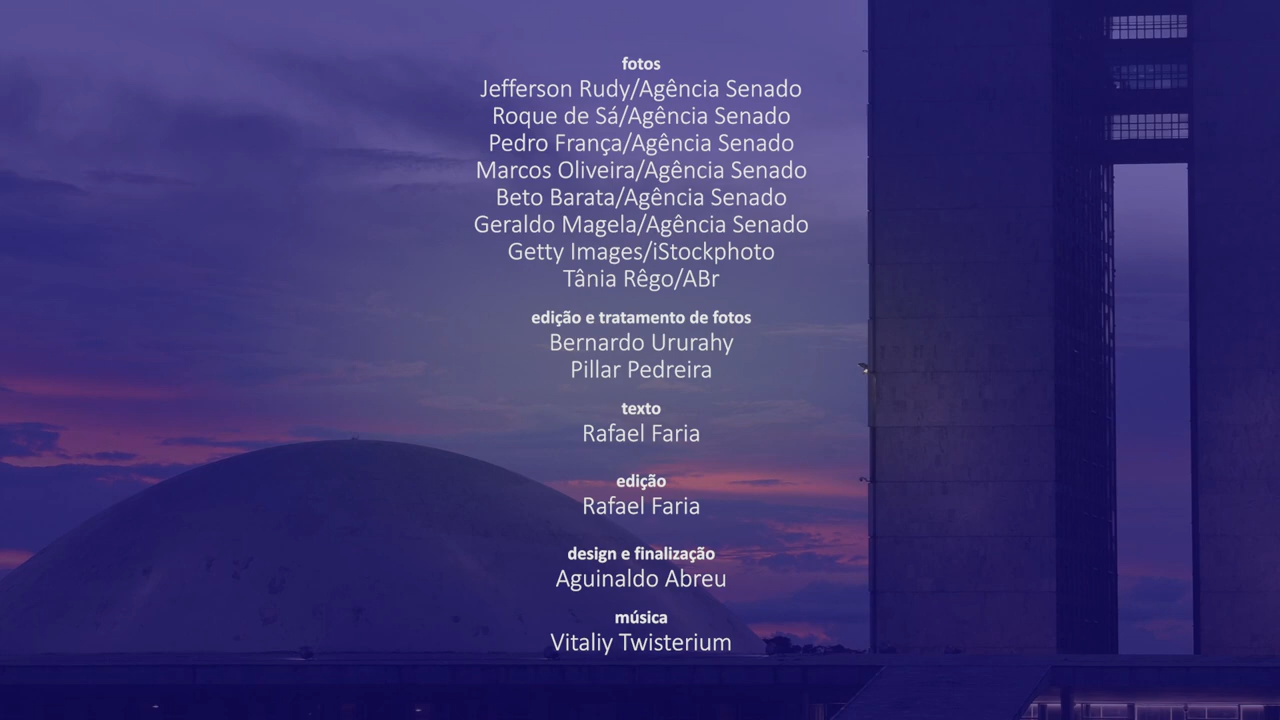 fotos
Jefferson Rudy/Agência Senado
Roque de Sá/Agência Senado
Pedro França/Agência Senado
Marcos Oliveira/Agência Senado
Beto Barata/Agência Senado
Geraldo Magela/Agência Senado
Getty Images/iStockphoto
Tânia Rêgo/ABr
edição e tratamento de fotos
Bernardo Ururahy
Pillar Pedreira
texto
Rafael Faria
edição
Rafael Faria
design e finalização
Aguinaldo Abreu
música
Vitaliy Twisterium